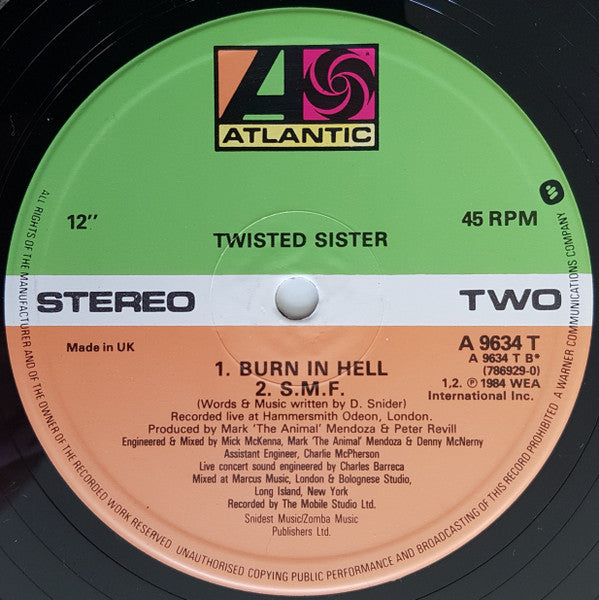 ATLANTIC
12″
45 RPM
TWISTED SISTER
STEREO
TWO
Made in UK
A 9634 T
A 9634 T B*
(786929-0)
1,2. ℗ 1984 WEA
International Inc.
1. BURN IN HELL
2. S.M.F.
(Words & Music written by D. Snider)
Recorded live at Hammersmith Odeon, London.
Produced by Mark 'The Animal' Mendoza & Peter Revill
Engineered & Mixed by Mick McKenna, Mark 'The Animal' Mendoza & Denny McNerny
Assistant Engineer, Charlie McPherson
Live concert sound engineered by Charles Barreca
Mixed at Marcus Music, London & Bolognese Studio,
Long Island, New York
Recorded by The Mobile Studio Ltd.
Snidest Music/Zomba Music
Publishers Ltd.
ALL RIGHTS OF THE MANUFACTURER AND OF THE OWNER OF THE RECORDED WORK RESERVED. UNAUTHORISED COPYING PUBLIC PERFORMANCE AND BROADCASTING OF THIS RECORD PROHIBITED A WARNER COMMUNICATIONS COMPANY